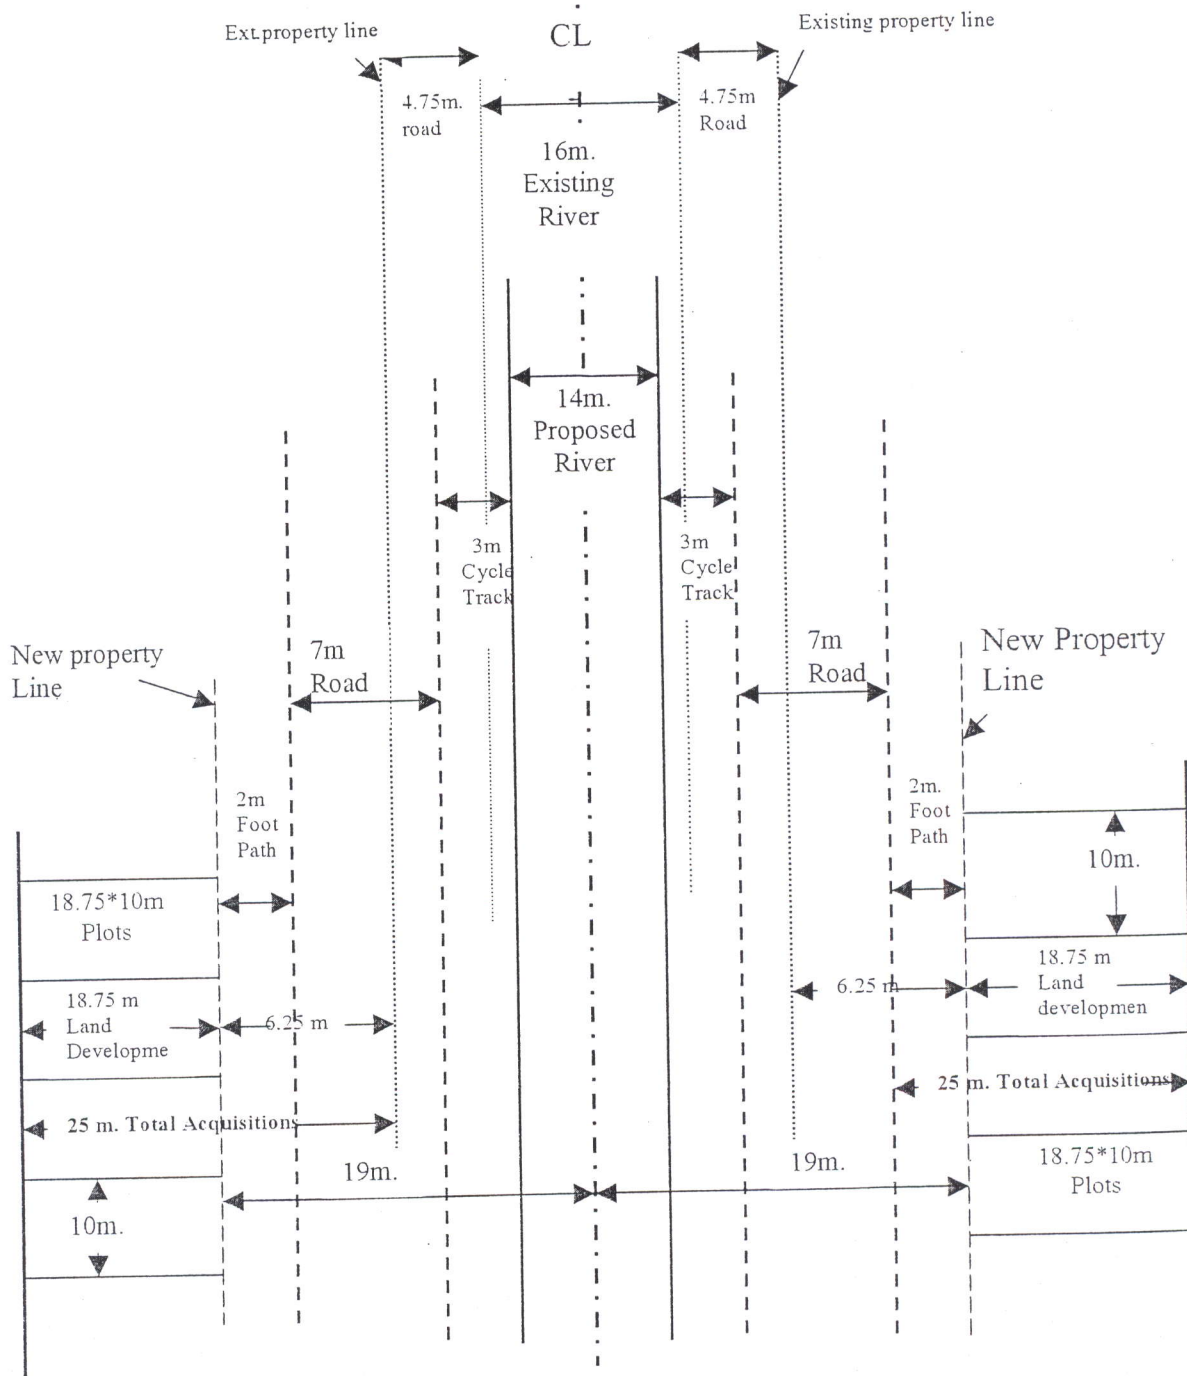 Ext.property line
CL
Existing property line
4.75m.
road
4.75m
Road
16m.
Existing
River
14m.
Proposed
River
3m
Cycle
Track
3m
Cycle
Track
New property
Line
7m
Road
7m
Road
New Property
Line
2m
Foot
Path
2m.
Foot
Path
10m.
18.75*10m
Plots
18.75 m
Land
Developme
6.25 m
6.25 m
18.75 m
Land
developmen
25 m. Total Acquisitions
25 m. Total Acquisitions
19m.
19m.
18.75*10m
Plots
10m.